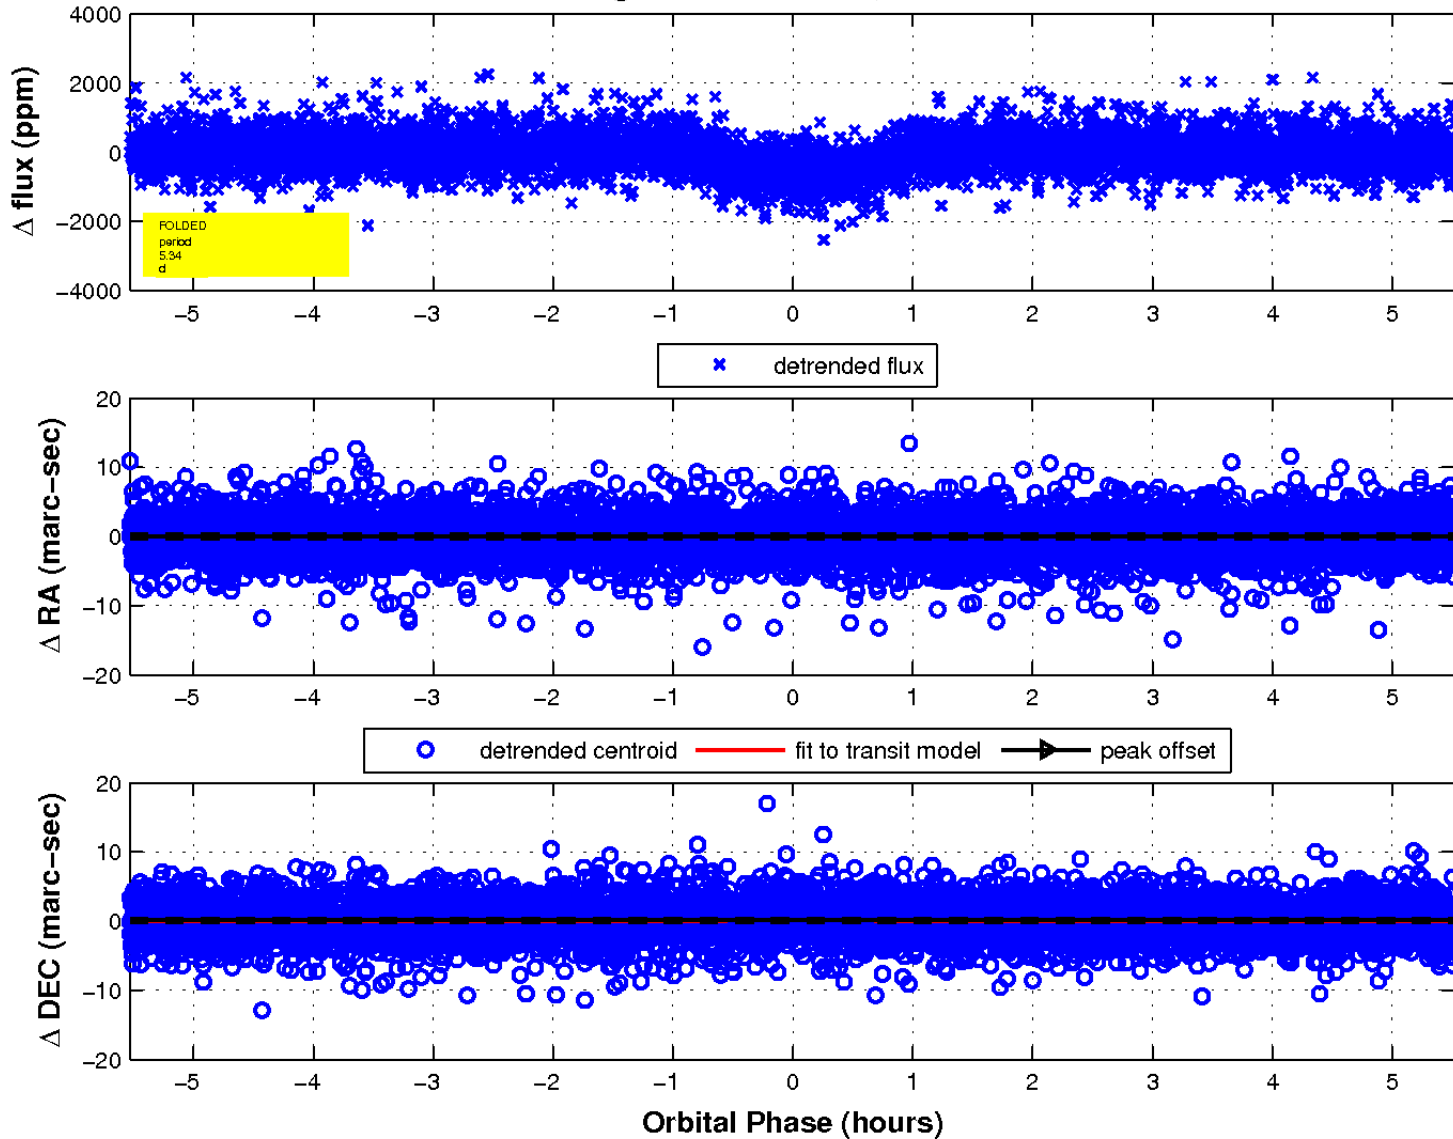 4000
2000
0
−2000
−4000
Δ flux (ppm)
FOLDED
period
5.34
d
−5 −4 −3 −2 −1 0 1 2 3 4 5
detrended flux
20
10
0
−10
−20
Δ RA (marc−sec)
−5 −4 −3 −2 −1 0 1 2 3 4 5
detrended centroid fit to transit model peak offset
20
10
0
−10
−20
Δ DEC (marc−sec)
−5 −4 −3 −2 −1 0 1 2 3 4 5
Orbital Phase (hours)